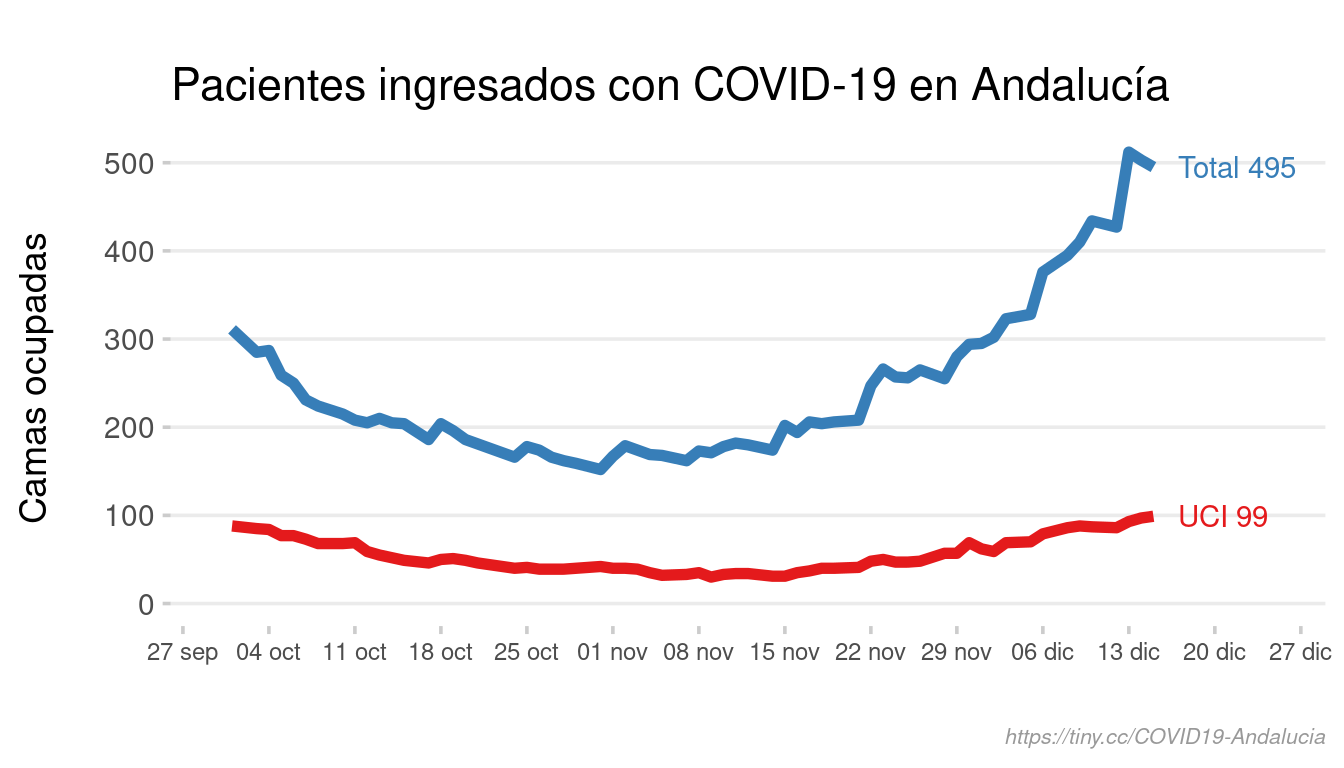 Pacientes ingresados con COVID-19 en Andalucía
Camas ocupadas
500
400
300
200
100
0
Total 495
UCI 99
27 sep 04 oct 11 oct 18 oct 25 oct 01 nov 08 nov 15 nov 22 nov 29 nov 06 dic 13 dic 20 dic 27 dic
https://tiny.cc/COVID19-Andalucia